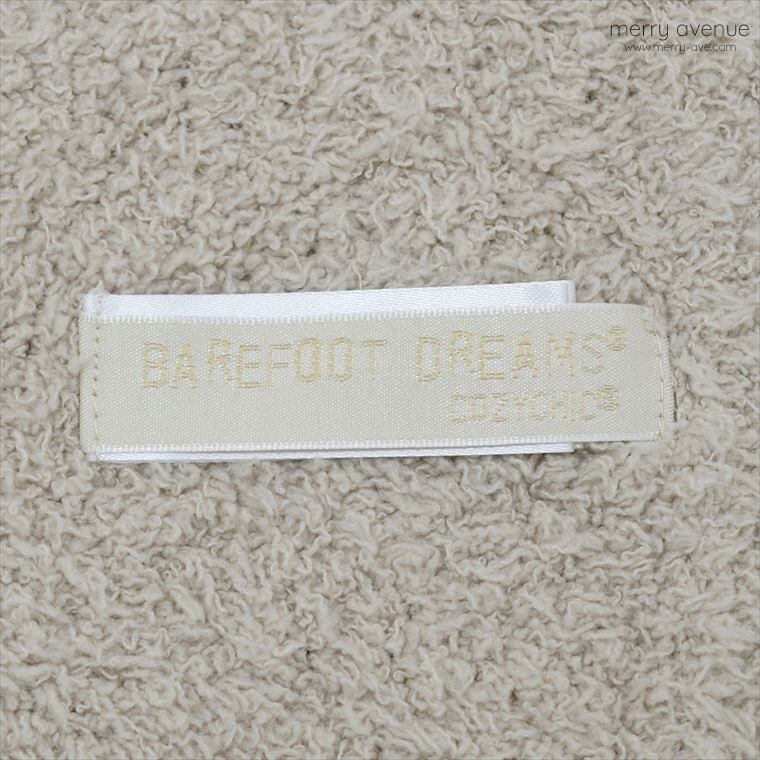 merry avenue
www.merry-ave.com
BAREFOOT DREAMS®
COZYCHIC®